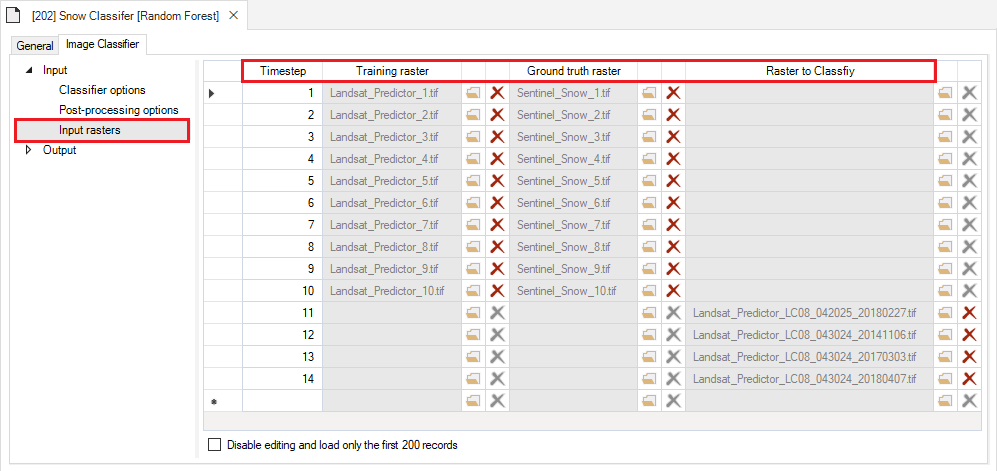 [202] Snow Classifer [Random Forest]
General Image Classifier
Input
Classifier options
Post-processing options
Input rasters
Output
Timestep Training raster Ground truth raster Raster to Classfiy
1 Landsat_Predictor_1.tif Sentinel_Snow_1.tif
2 Landsat_Predictor_2.tif Sentinel_Snow_2.tif
3 Landsat_Predictor_3.tif Sentinel_Snow_3.tif
4 Landsat_Predictor_4.tif Sentinel_Snow_4.tif
5 Landsat_Predictor_5.tif Sentinel_Snow_5.tif
6 Landsat_Predictor_6.tif Sentinel_Snow_6.tif
7 Landsat_Predictor_7.tif Sentinel_Snow_7.tif
8 Landsat_Predictor_8.tif Sentinel_Snow_8.tif
9 Landsat_Predictor_9.tif Sentinel_Snow_9.tif
10 Landsat_Predictor_10.tif Sentinel_Snow_10.tif
11 Landsat_Predictor_LC08_042025_20180227.tif
12 Landsat_Predictor_LC08_043024_20141106.tif
13 Landsat_Predictor_LC08_043024_20170303.tif
14 Landsat_Predictor_LC08_043024_20180407.tif
*
Disable editing and load only the first 200 records